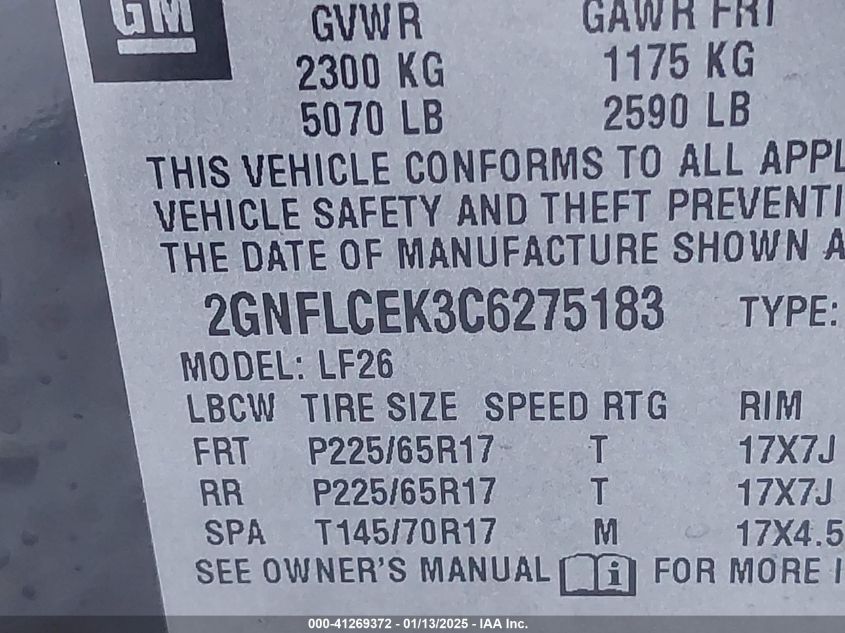 GM
GVWR GAWR FRT
2300 KG 1175 KG
5070 LB 2590 LB
THIS VEHICLE CONFORMS TO ALL APPL
VEHICLE SAFETY AND THEFT PREVENTI
THE DATE OF MANUFACTURE SHOWN A
2GNFLCEK3C6275183 TYPE:
MODEL: LF26
LBCW TIRE SIZE SPEED RTG RIM
FRT P225/65R17 T 17X7J
RR P225/65R17 T 17X7J
SPA T145/70R17 M 17X4.5
SEE OWNER'S MANUAL i FOR MORE I
000-41269372 - 01/13/2025 - IAA Inc.